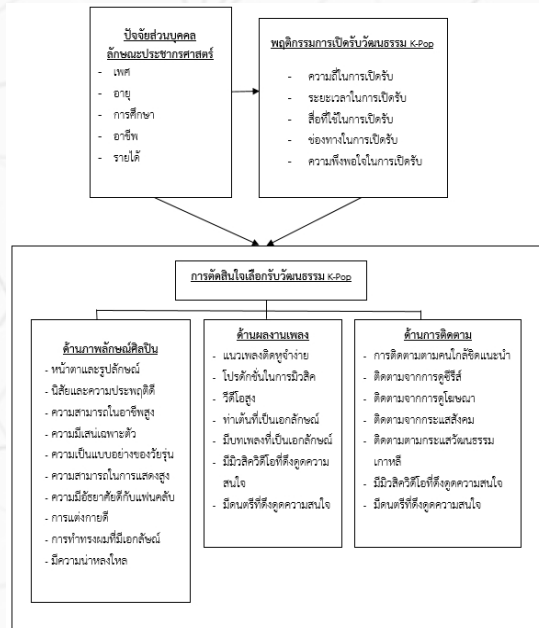 ปัจจัยส่วนบุคคล
ลักษณะประชากรศาสตร์
- เพศ
- อายุ
- การศึกษา
- อาชีพ
- รายได้
พฤติกรรมการเปิดรับวัฒนธรรม K-Pop
- ความถี่ในการเปิดรับ
- ระยะเวลาในการเปิดรับ
- สื่อที่ใช้ในการเปิดรับ
- ช่องทางในการเปิดรับ
- ความพึงพอใจในการเปิดรับ
การตัดสินใจเลือกรับวัฒนธรรม K-Pop
ด้านภาพลักษณ์ศิลปิน
- หน้าตาและรูปลักษณ์
- นิสัยและความประพฤติดี
- ความสามารถในอาชีพสูง
- ความมีเสน่ห์เฉพาะตัว
- ความเป็นแบบอย่างของวัยรุ่น
- ความสามารถในการแสดงสูง
- ความมีอัธยาศัยดีกับแฟนคลับ
- การแต่งกายดี
- การทำทรงผมที่มีเอกลักษณ์
- มีความน่าหลงใหล
ด้านผลงานเพลง
- แนวเพลงติดหูจำง่าย
- โปรดักชั่นในการมิวสิค
- วีดีโอสูง
- ท่าเต้นที่เป็นเอกลักษณ์
- มีบทเพลงที่เป็นเอกลักษณ์
- มีมิวสิควิดีโอที่ดึงดูดความ
สนใจ
- มีดนตรีที่ดึงดูดความสนใจ
ด้านการติดตาม
- การติดตามตามคนใกล้ชิดแนะนำ
- ติดตามจากการดูซีรีส์
- ติดตามจากการดูโฆษณา
- ติดตามจากกระแสสังคม
- ติดตามตามกระแสวัฒนธรรม
เกาหลี
- มีมิวสิควิดีโอที่ดึงดูดความสนใจ
- มีดนตรีที่ดึงดูดความสนใจ